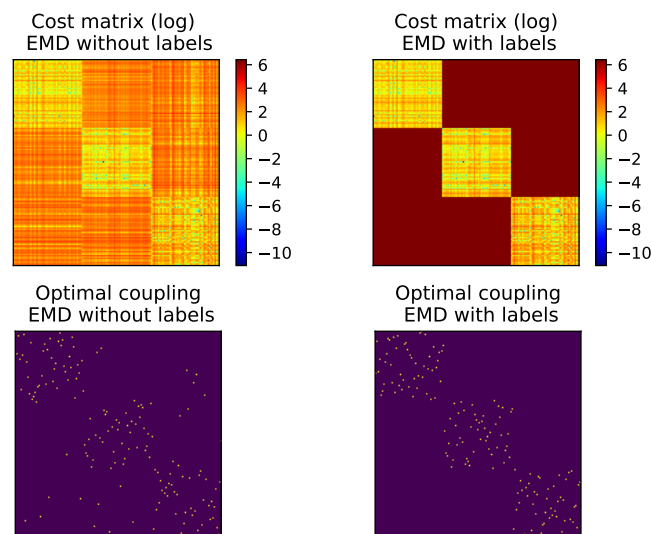 Cost matrix (log)
EMD without labels
6
4
2
0
−2
−4
−6
−8
−10
Cost matrix (log)
EMD with labels
6
4
2
0
−2
−4
−6
−8
−10
Optimal coupling
EMD without labels
Optimal coupling
EMD with labels